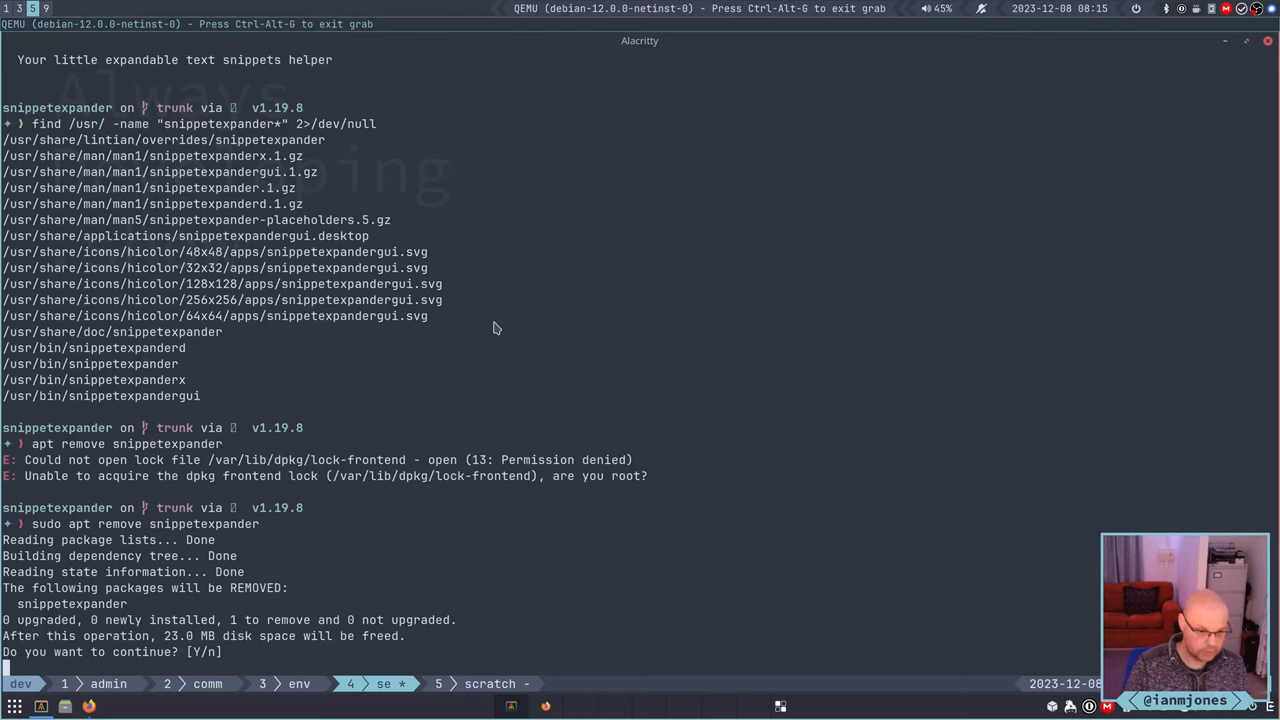 1 3 5 9 QEMU (debian-12.0.0-netinst-0) - Press Ctrl-Alt-G to exit grab 45% 2023-12-08 08:15
QEMU (debian-12.0.0-netinst-0) - Press Ctrl-Alt-G to exit grab
Alacritty
Always
Your little expandable text snippets helper
snippetexpander on trunk via v1.19.8
find /usr/ -name "snippetexpander*" 2>/dev/null
/usr/share/lintian/overrides/snippetexpander
/usr/share/man/man1/snippetexpanderx.1.gz
/usr/share/man/man1/snippetexpandergui.1.gz
/usr/share/man/man1/snippetexpander.1.gz
/usr/share/man/man1/snippetexpanderd.1.gz
/usr/share/man/man5/snippetexpander-placeholders.5.gz
/usr/share/applications/snippetexpandergui.desktop
/usr/share/icons/hicolor/48x48/apps/snippetexpandergui.svg
/usr/share/icons/hicolor/32x32/apps/snippetexpandergui.svg
/usr/share/icons/hicolor/128x128/apps/snippetexpandergui.svg
/usr/share/icons/hicolor/256x256/apps/snippetexpandergui.svg
/usr/share/icons/hicolor/64x64/apps/snippetexpandergui.svg
/usr/share/doc/snippetexpander
/usr/bin/snippetexpanderd
/usr/bin/snippetexpander
/usr/bin/snippetexpanderx
/usr/bin/snippetexpandergui
snippetexpander on trunk via v1.19.8
apt remove snippetexpander
E: Could not open lock file /var/lib/dpkg/lock-frontend - open (13: Permission denied)
E: Unable to acquire the dpkg frontend lock (/var/lib/dpkg/lock-frontend), are you root?
snippetexpander on trunk via v1.19.8
sudo apt remove snippetexpander
Reading package lists... Done
Building dependency tree... Done
Reading state information... Done
The following packages will be REMOVED:
snippetexpander
0 upgraded, 0 newly installed, 1 to remove and 0 not upgraded.
After this operation, 23.0 MB disk space will be freed.
Do you want to continue? [Y/n]
dev 1 admin 2 comm 3 env 4 se * 5 scratch - 2023-12-08
@ianmjones